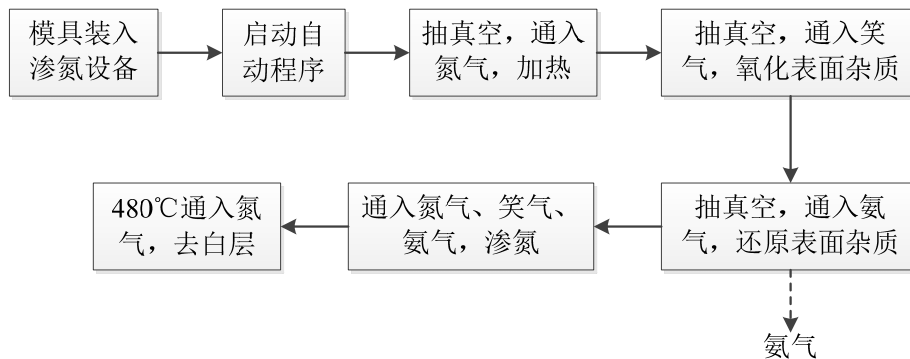 模具装入
渗氮设备
启动自
动程序
抽真空，通入
氮气，加热
抽真空，通入笑
气，氧化表面杂质
抽真空，通入氨
气，还原表面杂质
通入氮气、笑气、
氨气，渗氮
480℃通入氮
气，去白层
氨气